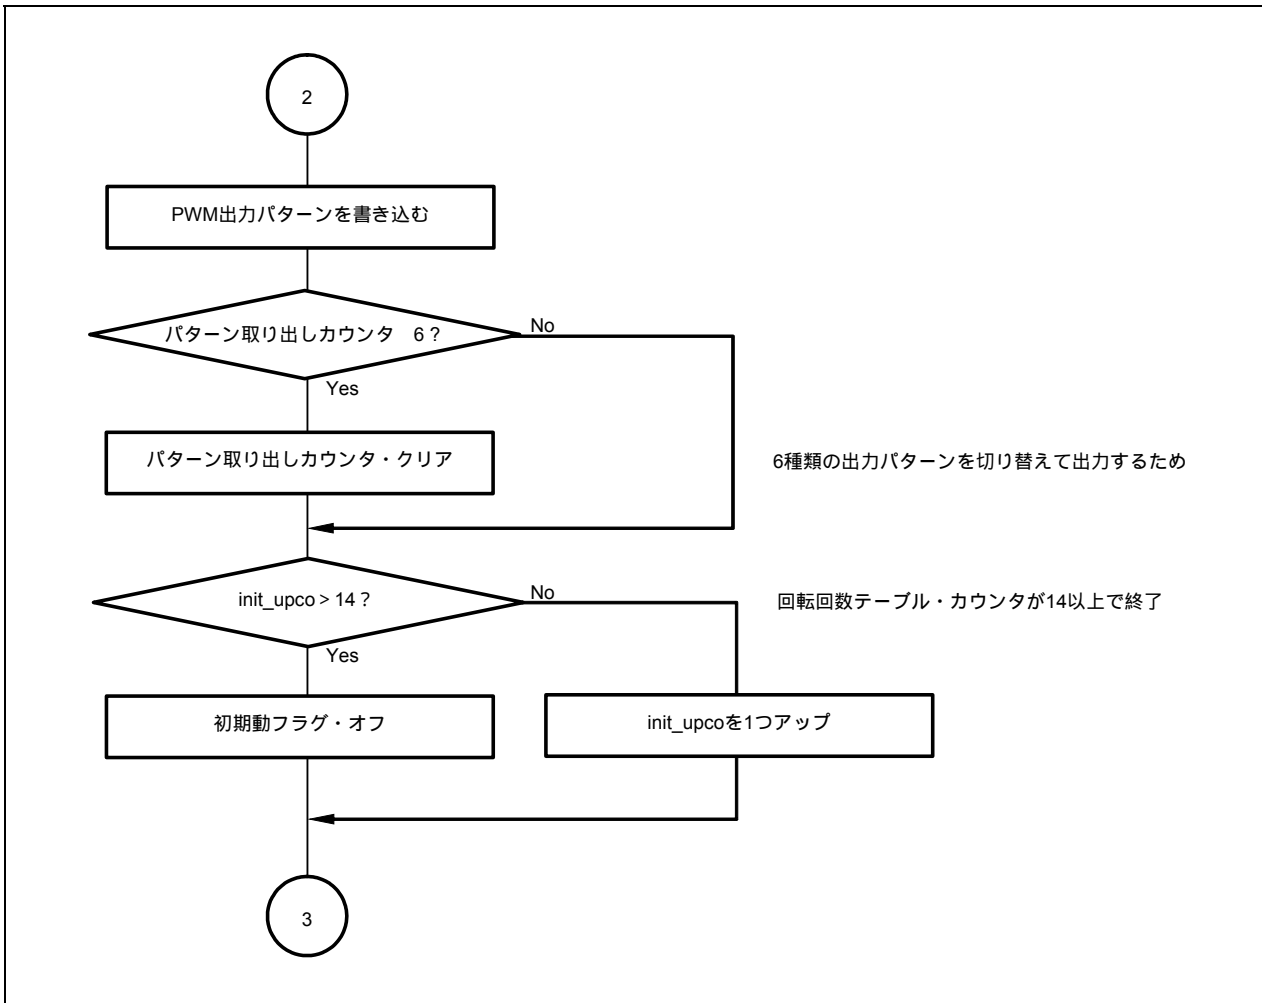 2
PWM出力パターンを書き込む
パターン取り出しカウンタ　6？
No
Yes
パターン取り出しカウンタ・クリア
6種類の出力パターンを切り替えて出力するため
init_upco＞14？
No
回転回数テーブル・カウンタが14以上で終了
Yes
初期動フラグ・オフ
init_upcoを1つアップ
3